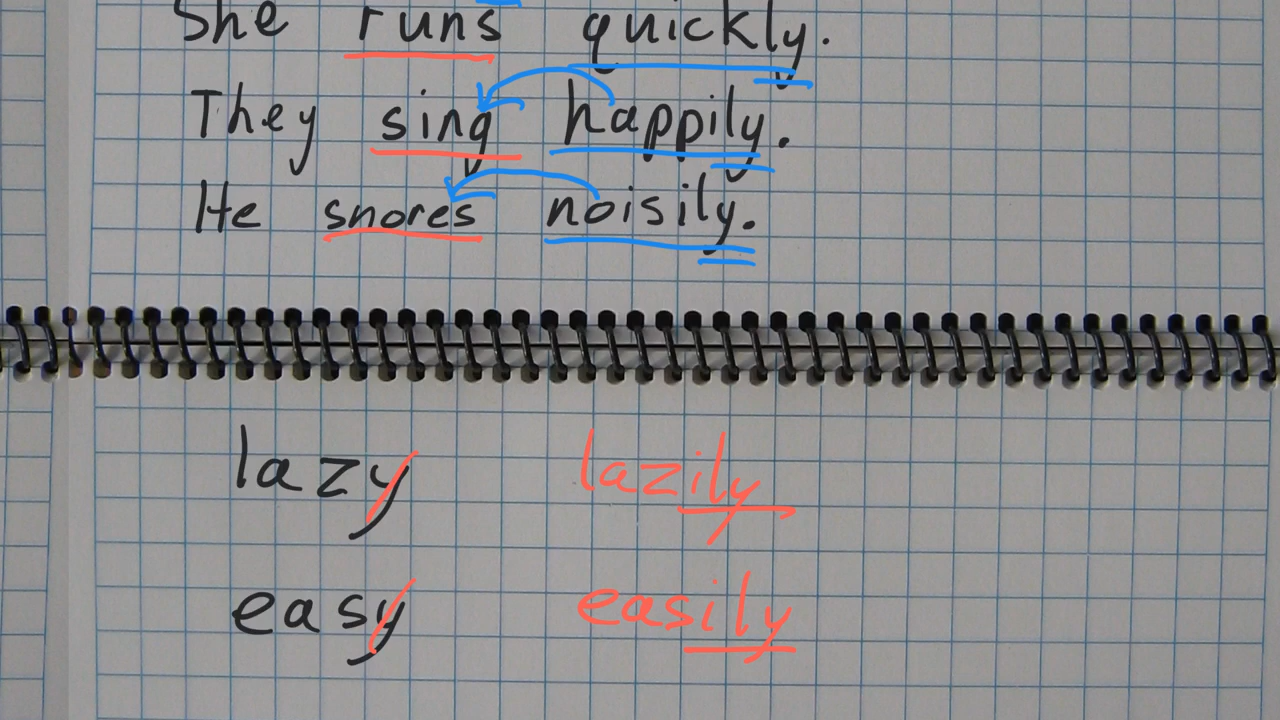 She runs quickly.
They sing happily.
He snores noisily.
lazy lazily
easy easily